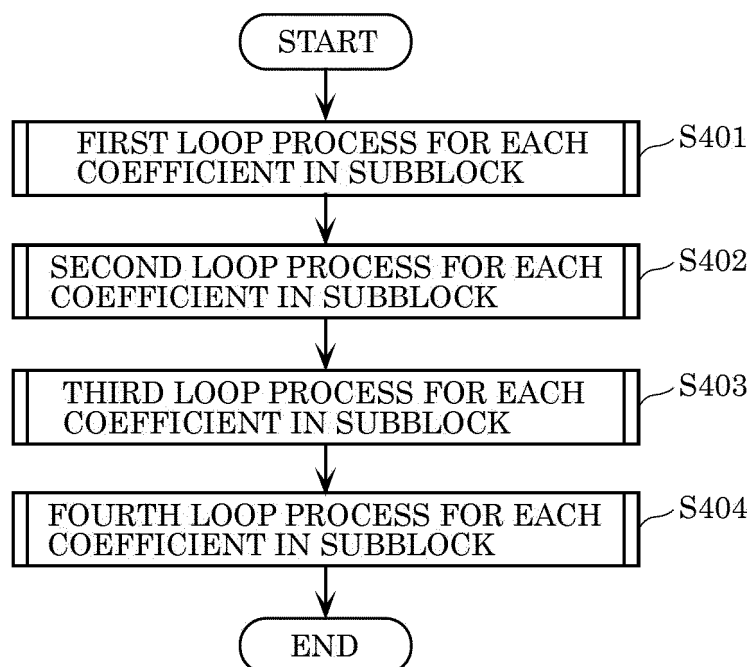 START
FIRST LOOP PROCESS FOR EACH
COEFFICIENT IN SUBBLOCK
S401
SECOND LOOP PROCESS FOR EACH
COEFFICIENT IN SUBBLOCK
S402
THIRD LOOP PROCESS FOR EACH
COEFFICIENT IN SUBBLOCK
S403
FOURTH LOOP PROCESS FOR EACH
COEFFICIENT IN SUBBLOCK
S404
END